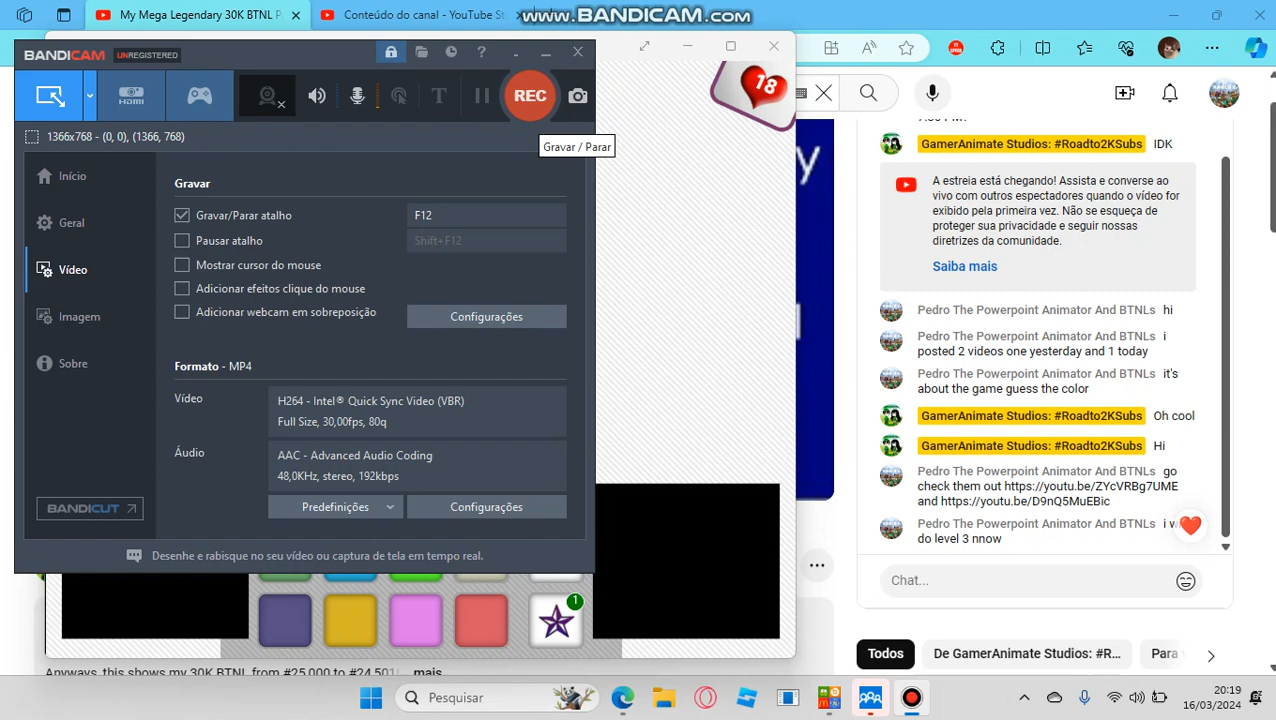 My Mega Legendary 30K BTNL P
Conteúdo do canal - YouTube S
www.BANDICAM.com
BANDICAM UNREGISTERED
REC
1366x768 - (0, 0), (1366, 768)
Gravar / Parar
Início
Geral
Vídeo
Imagem
Sobre
BANDICUT
Gravar
Gravar/Parar atalho
F12
Pausar atalho
Shift+F12
Mostrar cursor do mouse
Adicionar efeitos clique do mouse
Adicionar webcam em sobreposição
Configurações
Formato - MP4
Vídeo
H264 - Intel® Quick Sync Video (VBR)
Full Size, 30,00fps, 80q
Áudio
AAC - Advanced Audio Coding
48,0KHz, stereo, 192kbps
Predefinições
Configurações
Desenhe e rabisque no seu vídeo ou captura de tela em tempo real.
18
y
1
GamerAnimate Studios: #Roadto2KSubs IDK
A estreia está chegando! Assista e converse ao
vivo com outros espectadores quando o vídeo for
exibido pela primeira vez. Não se esqueça de
proteger sua privacidade e seguir nossas
diretrizes da comunidade.
Saiba mais
Pedro The Powerpoint Animator And BTNLs hi
Pedro The Powerpoint Animator And BTNLs i
posted 2 videos one yesterday and 1 today
Pedro The Powerpoint Animator And BTNLs it's
about the game guess the color
GamerAnimate Studios: #Roadto2KSubs Oh cool
GamerAnimate Studios: #Roadto2KSubs Hi
Pedro The Powerpoint Animator And BTNLs go
check them out https://youtu.be/ZYcVRBg7UME
and https://youtu.be/D9nQ5MuEBic
Pedro The Powerpoint Animator And BTNLs i
do level 3 nnow
Chat...
Todos
De GamerAnimate Studios: #R...
Para
Anyways, this shows my 30K BTNL from #25,000 to #24,501 ...mais
Pesquisar
20:19
16/03/2024